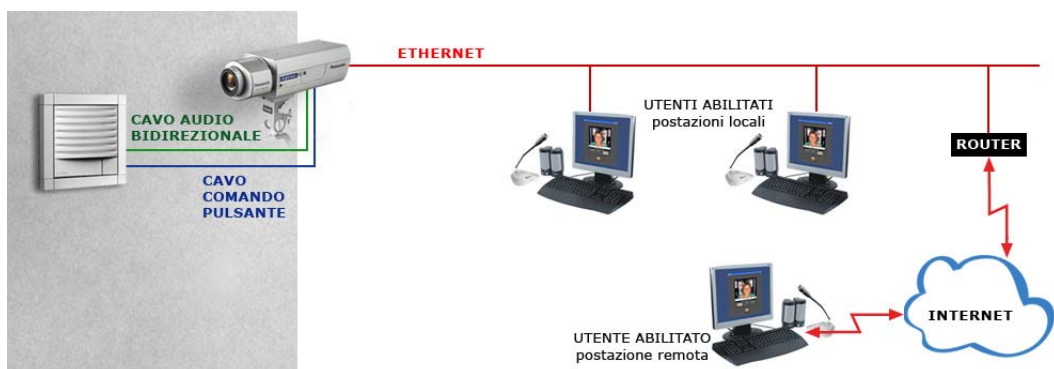 ETHERNET
CAVO AUDIO
BIDIREZIONALE
CAVO
COMANDO
PULSANTE
UTENTI ABILITATI
postazioni locali
ROUTER
INTERNET
UTENTE ABILITATO
postazione remota